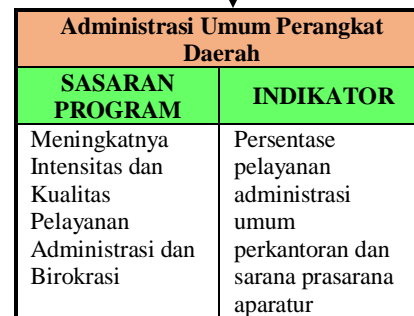 Administrasi Umum Perangkat
Daerah
SASARAN
PROGRAM
INDIKATOR
Meningkatnya
Intensitas dan
Kualitas
Pelayanan
Administrasi dan
Birokrasi
Persentase
pelayanan
administrasi
umum
perkantoran dan
sarana prasarana
aparatur